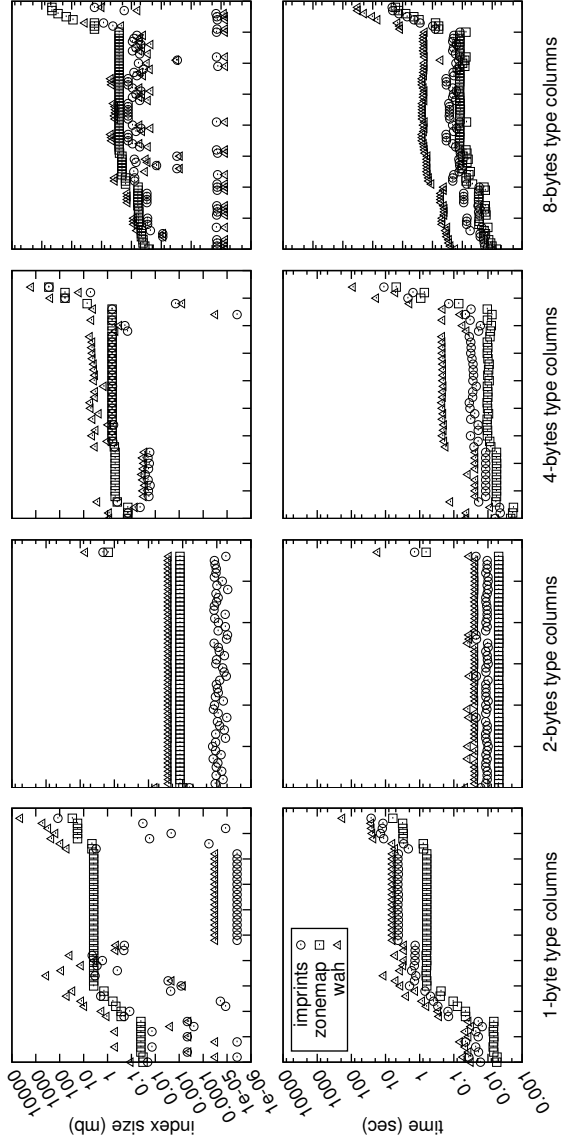 10000
1000
100
10
1
0.1
0.01
0.001
0.0001
1e-05
1e-06
index size (mb)
10000
1000
100
10
1
0.1
0.01
0.001
time (sec)
imprints
zonemap
wah
1-byte type columns
2-bytes type columns
4-bytes type columns
8-bytes type columns